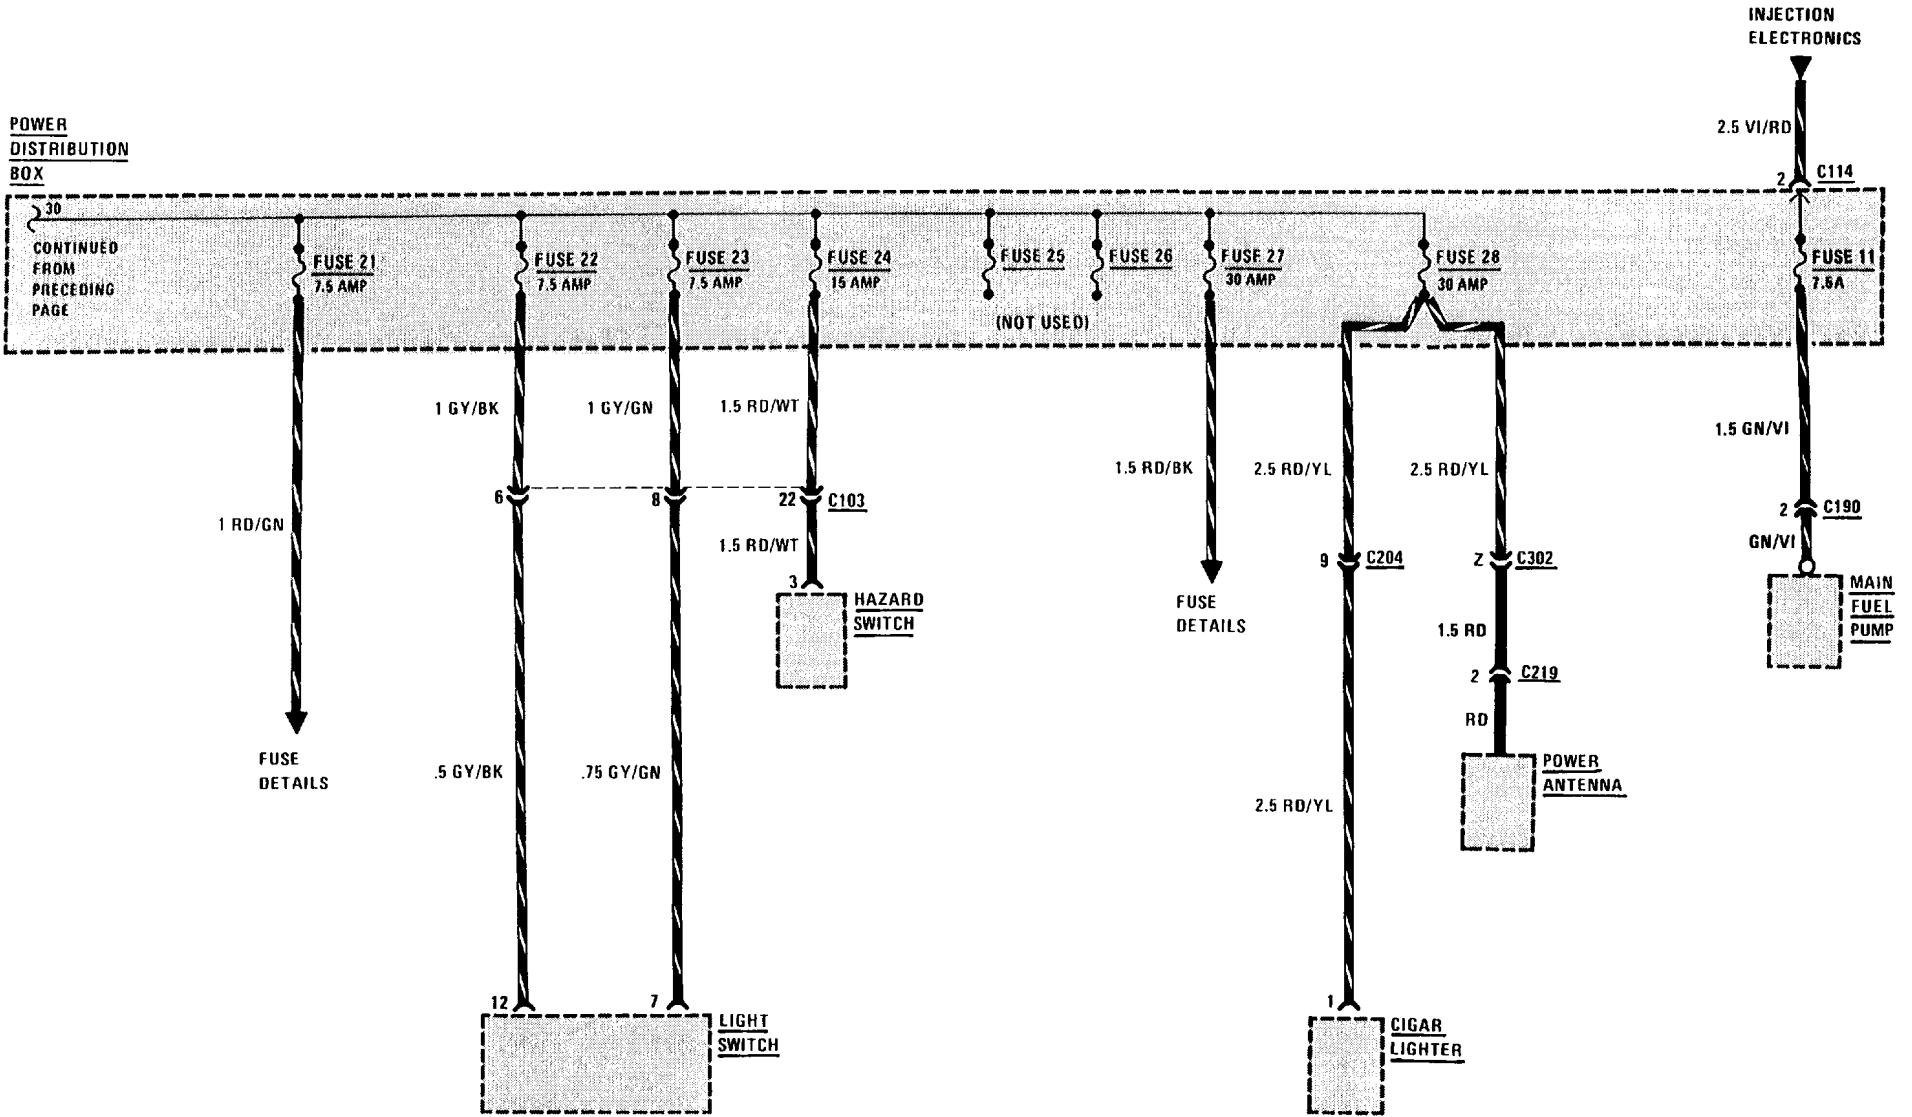 INJECTION
ELECTRONICS
2.5 VI/RD
2 C114
POWER
DISTRIBUTION
BOX
30
CONTINUED
FROM
PRECEDING
PAGE
FUSE 21
7.5 AMP
FUSE 22
7.5 AMP
FUSE 23
7.5 AMP
FUSE 24
15 AMP
FUSE 25
FUSE 26
(NOT USED)
FUSE 27
30 AMP
FUSE 28
30 AMP
FUSE 11
7.5A
1 GY/BK
1 GY/GN
1.5 RD/WT
1.5 RD/BK
2.5 RD/YL
2.5 RD/YL
1.5 GN/VI
6
8
22 C103
2 C190
1 RD/GN
1.5 RD/WT
GN/VI
9 C204
Z C302
3
HAZARD
SWITCH
FUSE
DETAILS
MAIN
FUEL
PUMP
1.5 RD
2 C219
RD
FUSE
DETAILS
.5 GY/BK
.75 GY/GN
POWER
ANTENNA
2.5 RD/YL
12
7
1
LIGHT
SWITCH
CIGAR
LIGHTER